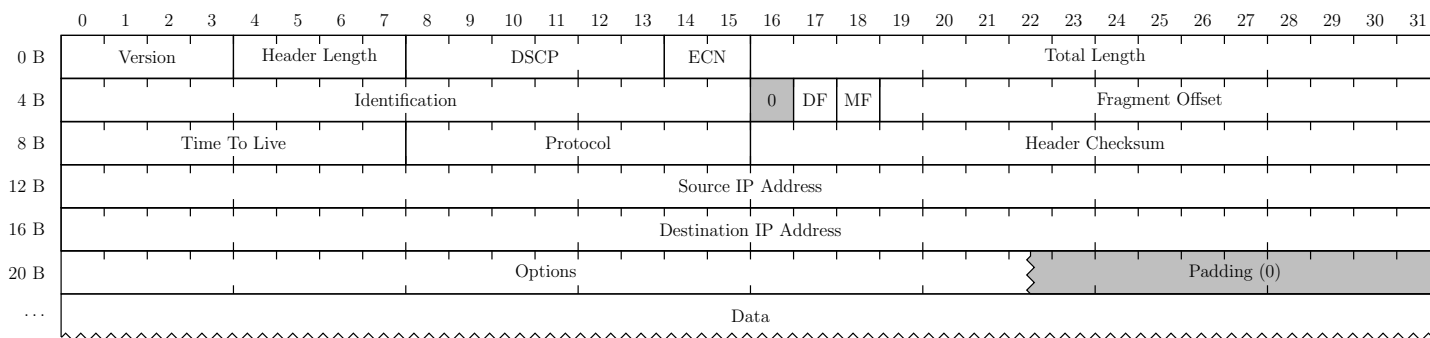 0 1 2 3 4 5 6 7 8 9 10 11 12 13 14 15 16 17 18 19 20 21 22 23 24 25 26 27 28 29 30 31
0 B Version Header Length DSCP ECN Total Length
4 B Identification 0 DF MF Fragment Offset
8 B Time To Live Protocol Header Checksum
12 B Source IP Address
16 B Destination IP Address
20 B Options Padding (0)
... Data